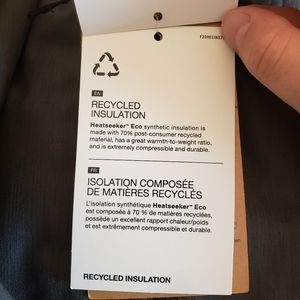 EN
RECYCLED
INSULATION
Heatseeker™ Eco synthetic insulation is
made with 70% post-consumer recycled
material, has a great warmth-to-weight ratio,
and is extremely compressible and durable.
FR
ISOLATION COMPOSÉE
DE MATIÈRES RECYCLÉS
L'isolation synthétique Heatseeker™ Eco
est composée à 70 % de matières recyclées,
possède un excellent rapport chaleur/poids
et est extrêmement compressible et durable.
RECYCLED INSULATION